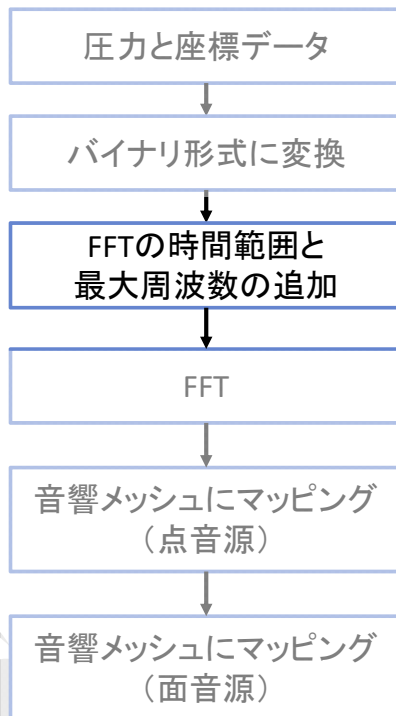 圧力と座標データ
バイナリ形式に変換
FFTの時間範囲と
最大周波数の追加
FFT
音響メッシュにマッピング
（点音源）
音響メッシュにマッピング
（面音源）